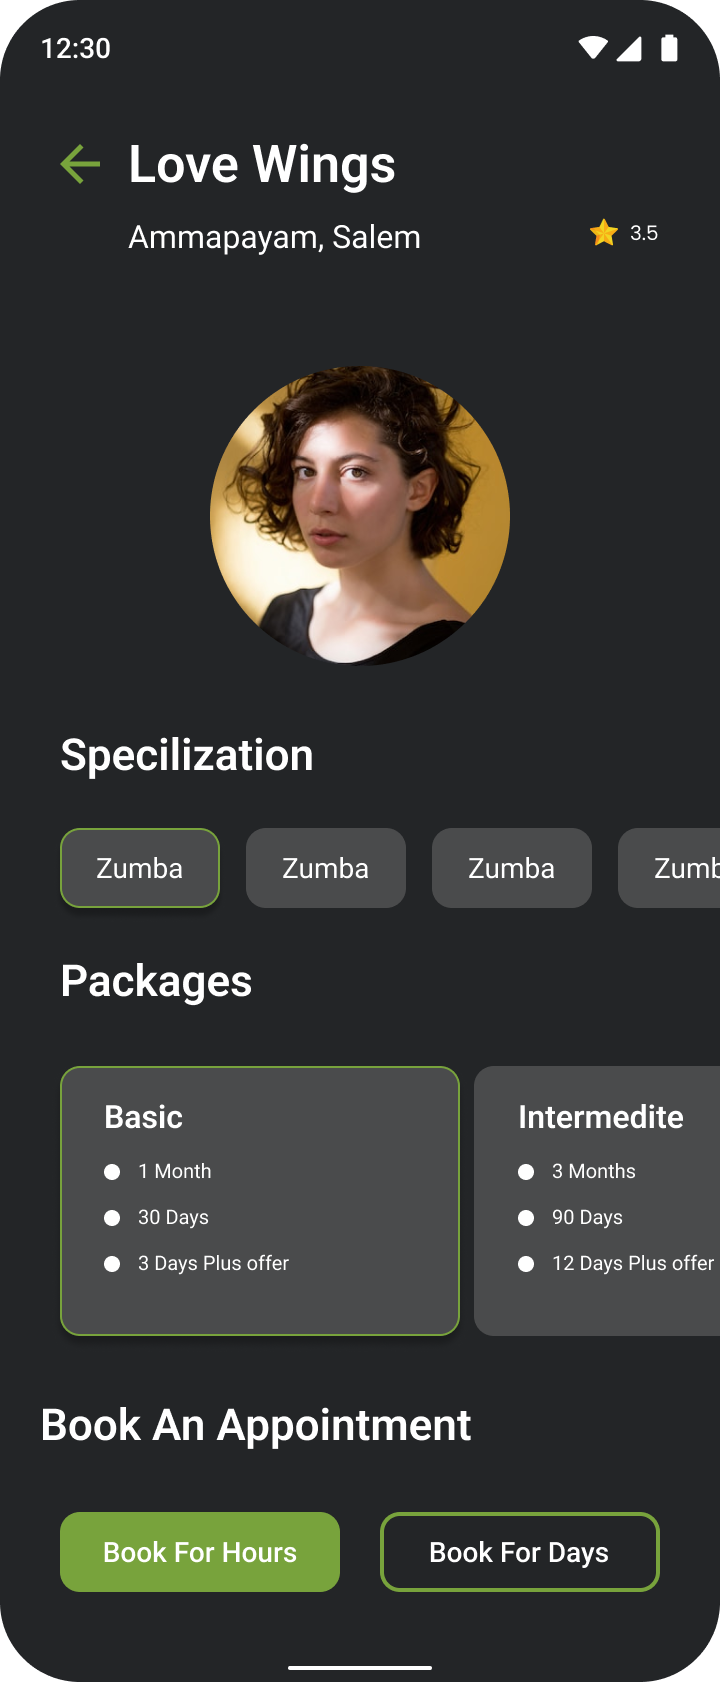 12:30
Love Wings
Ammapayam, Salem
3.5
Specilization
Zumba Zumba Zumba Zumb
Packages
Basic
1 Month
30 Days
3 Days Plus offer
Intermedite
3 Months
90 Days
12 Days Plus offer
Book An Appointment
Book For Hours Book For Days